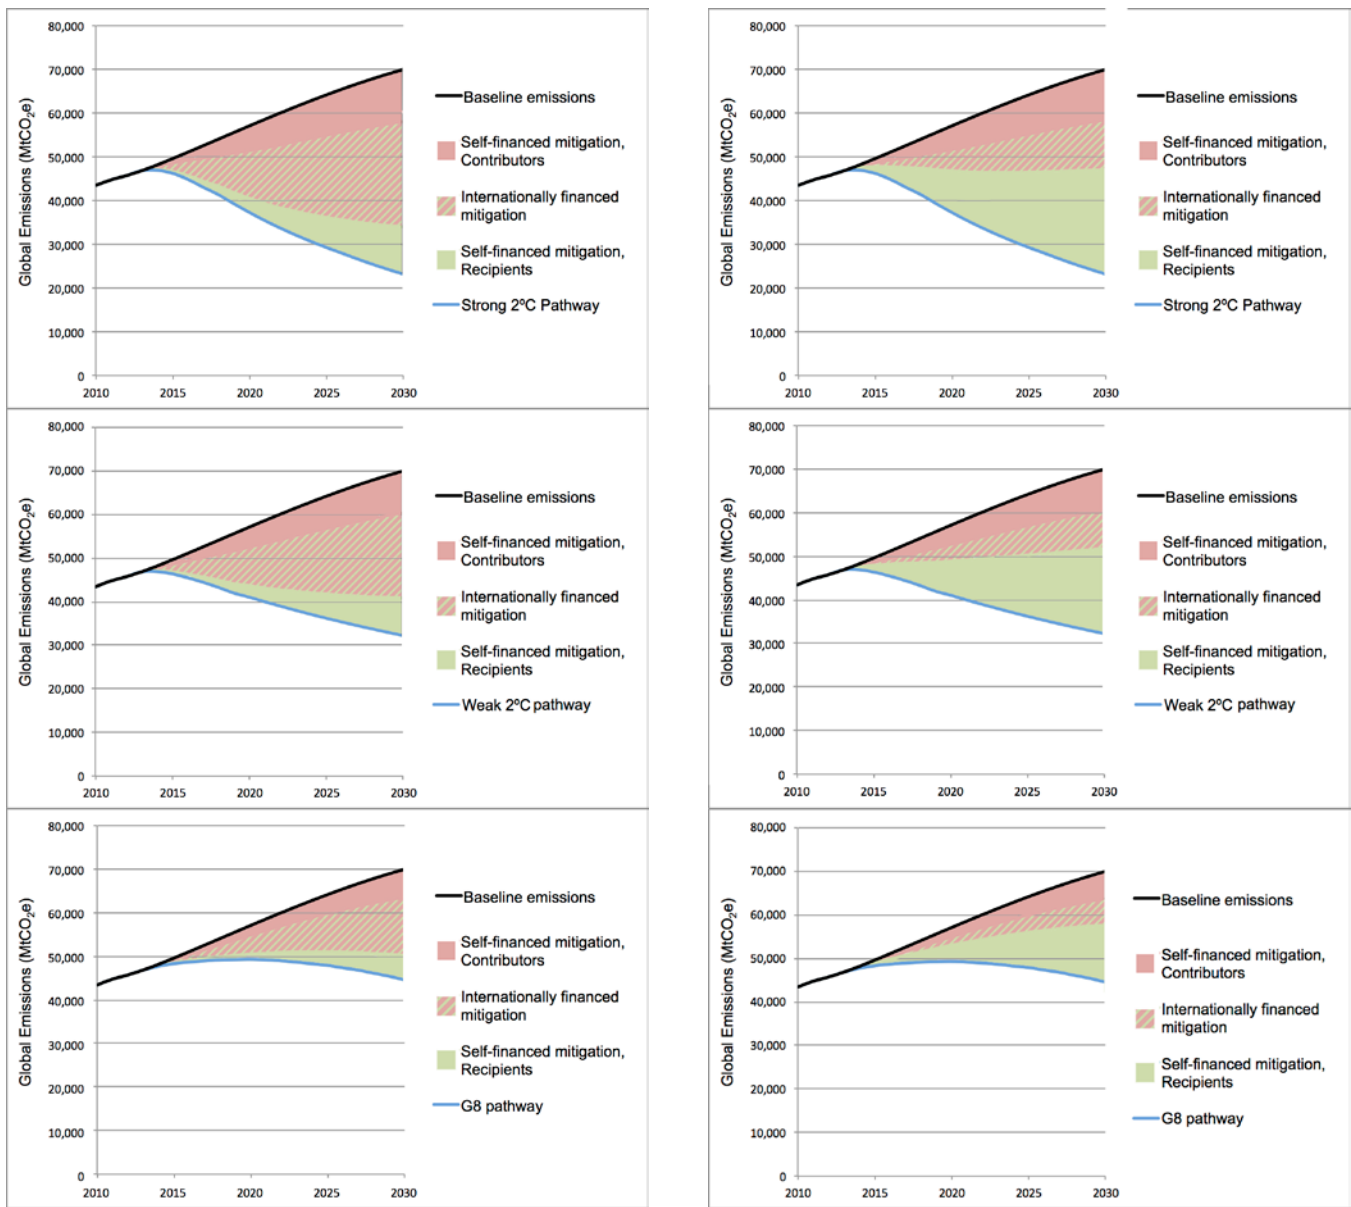 80,000
70,000
60,000
50,000
40,000
30,000
20,000
10,000
0
Global Emissions (MtCO₂e)
2010 2015 2020 2025 2030
Baseline emissions
Self-financed mitigation,
Contributors
Internationally financed
mitigation
Self-financed mitigation,
Recipients
Strong 2ºC Pathway
80,000
70,000
60,000
50,000
40,000
30,000
20,000
10,000
0
Global Emissions (MtCO₂e)
2010 2015 2020 2025 2030
Baseline emissions
Self-financed mitigation,
Contributors
Internationally financed
mitigation
Self-financed mitigation,
Recipients
Strong 2ºC Pathway
80,000
70,000
60,000
50,000
40,000
30,000
20,000
10,000
0
Global Emissions (MtCO₂e)
2010 2015 2020 2025 2030
Baseline emissions
Self-financed mitigation,
Contributors
Internationally financed
mitigation
Self-financed mitigation,
Recipients
Weak 2ºC pathway
80,000
70,000
60,000
50,000
40,000
30,000
20,000
10,000
0
Global Emissions (MtCO₂e)
2010 2015 2020 2025 2030
Baseline emissions
Self-financed mitigation,
Contributors
Internationally financed
mitigation
Self-financed mitigation,
Recipients
Weak 2ºC pathway
80,000
70,000
60,000
50,000
40,000
30,000
20,000
10,000
0
Global Emissions (MtCO₂e)
2010 2015 2020 2025 2030
Baseline emissions
Self-financed mitigation,
Contributors
Internationally financed
mitigation
Self-financed mitigation,
Recipients
G8 pathway
80,000
70,000
60,000
50,000
40,000
30,000
20,000
10,000
0
Global Emissions (MtCO₂e)
2010 2015 2020 2025 2030
Baseline emissions
Self-financed mitigation,
Contributors
Internationally financed
mitigation
Self-financed mitigation,
Recipients
G8 pathway